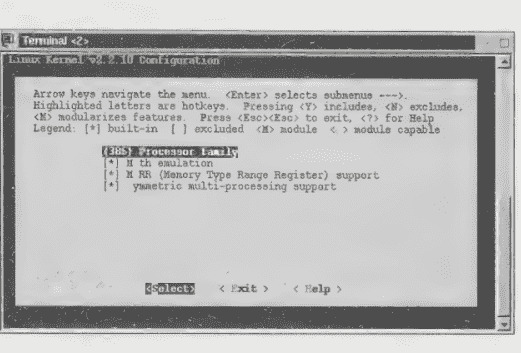 Terminal <2>
Linux Kernel v2.2.10 Configuration
Arrow keys navigate the menu. <Enter> selects submenus --->.
Highlighted letters are hotkeys. Pressing <Y> includes, <N> excludes,
<M> modularizes features. Press <Esc><Esc> to exit, <?> for Help
Legend: [*] built-in [ ] excluded <M> module < > module capable
(386) Processor family
[*] M th emulation
[*] M RR (Memory Type Range Register) support
[*] ymmetric multi-processing support
<Select> < Exit > < Help >